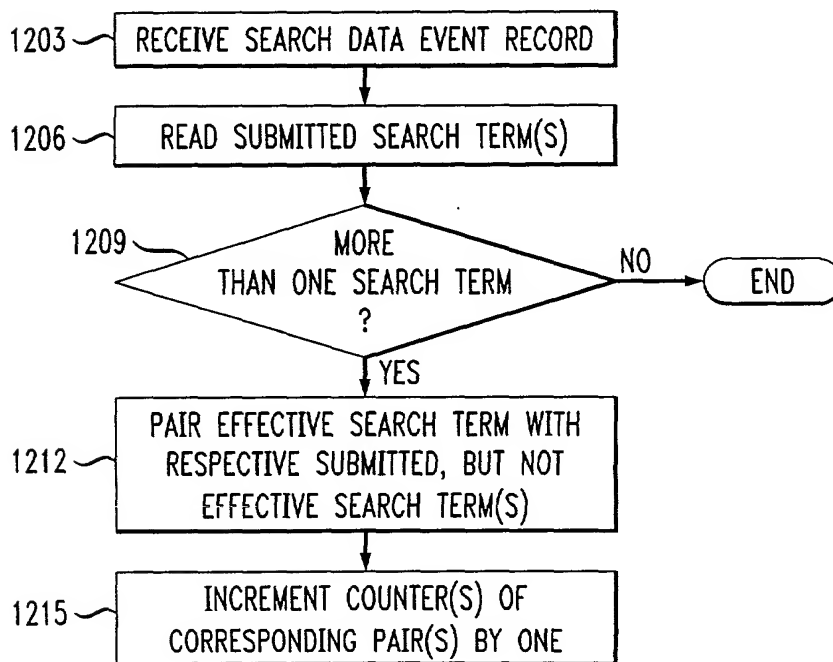 1203
RECEIVE SEARCH DATA EVENT RECORD
1206
READ SUBMITTED SEARCH TERM(S)
1209
MORE
THAN ONE SEARCH TERM
?
NO
END
YES
1212
PAIR EFFECTIVE SEARCH TERM WITH
RESPECTIVE SUBMITTED, BUT NOT
EFFECTIVE SEARCH TERM(S)
1215
INCREMENT COUNTER(S) OF
CORRESPONDING PAIR(S) BY ONE